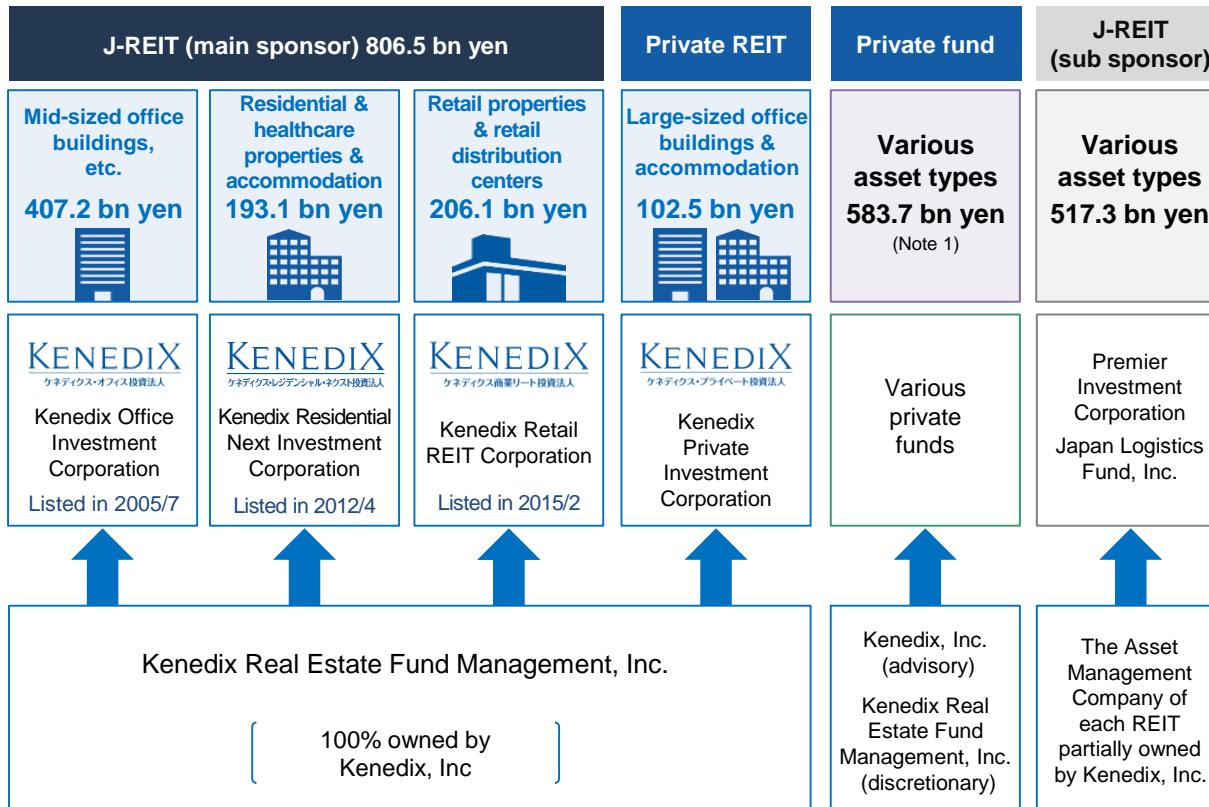 J-REIT (main sponsor) 806.5 bn yen
Private REIT
Private fund
J-REIT
(sub sponsor)
Mid-sized office
buildings,
etc.
407.2 bn yen
Residential &
healthcare
properties &
accommodation
193.1 bn yen
Retail properties
& retail
distribution
centers
206.1 bn yen
Large-sized office
buildings &
accommodation
102.5 bn yen
Various
asset types
583.7 bn yen
(Note 1)
Various
asset types
517.3 bn yen
KENEDIX
ケネディクス・オフィス投資法人
Kenedix Office
Investment
Corporation
Listed in 2005/7
KENEDIX
ケネディクス・レジデンシャル・ネクスト投資法人
Kenedix Residential
Next Investment
Corporation
Listed in 2012/4
KENEDIX
ケネディクス商業リート投資法人
Kenedix Retail
REIT Corporation
Listed in 2015/2
KENEDIX
ケネディクス・プライベート投資法人
Kenedix
Private
Investment
Corporation
Various
private
funds
Premier
Investment
Corporation
Japan Logistics
Fund, Inc.
Kenedix Real Estate Fund Management, Inc.
100% owned by
Kenedix, Inc
Kenedix, Inc.
(advisory)
Kenedix Real
Estate Fund
Management, Inc.
(discretionary)
The Asset
Management
Company of
each REIT
partially owned
by Kenedix, Inc.